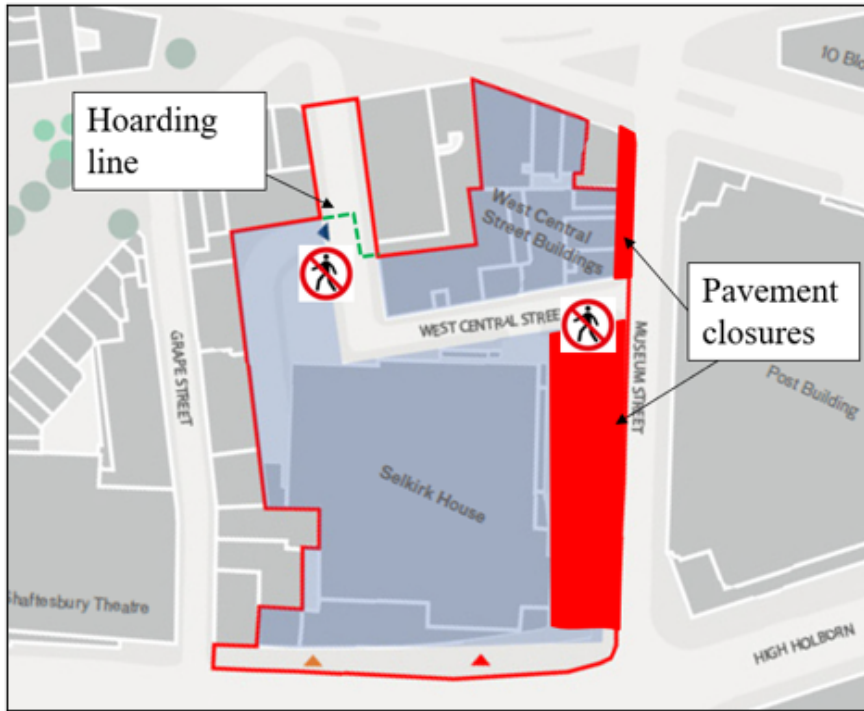 10 Blo
Hoarding
line
West Central
Street Buildings
Pavement
closures
WEST CENTRAL STREE
GRAPE STREET
MUSEUM STREET
Post Building
Selkirk House
Shaftesbury Theatre
HIGH HOLBORN